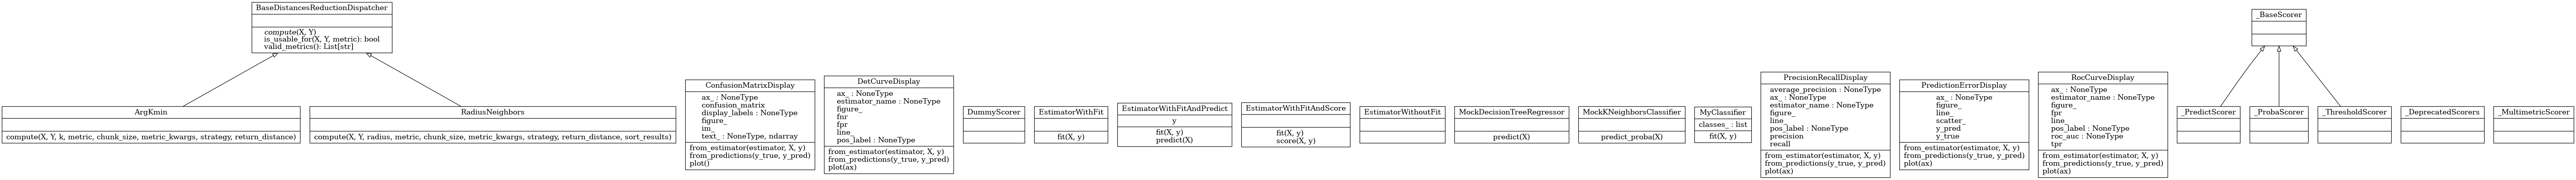 BaseDistancesReductionDispatcher
compute(X, Y)
is_usable_for(X, Y, metric): bool
valid_metrics(): List[str]
ArgKmin
compute(X, Y, k, metric, chunk_size, metric_kwargs, strategy, return_distance)
RadiusNeighbors
compute(X, Y, radius, metric, chunk_size, metric_kwargs, strategy, return_distance, sort_results)
ConfusionMatrixDisplay
ax_ : NoneType
confusion_matrix
display_labels : NoneType
figure_
im_
text_ : NoneType, ndarray
from_estimator(estimator, X, y)
from_predictions(y_true, y_pred)
plot()
DetCurveDisplay
ax_ : NoneType
estimator_name : NoneType
figure_
fnr
fpr
line_
pos_label : NoneType
from_estimator(estimator, X, y)
from_predictions(y_true, y_pred)
plot(ax)
DummyScorer
EstimatorWithFit
fit(X, y)
EstimatorWithFitAndPredict
y
fit(X, y)
predict(X)
EstimatorWithFitAndScore
fit(X, y)
score(X, y)
EstimatorWithoutFit
MockDecisionTreeRegressor
predict(X)
MockKNeighborsClassifier
predict_proba(X)
MyClassifier
classes_ : list
fit(X, y)
PrecisionRecallDisplay
average_precision : NoneType
ax_ : NoneType
estimator_name : NoneType
figure_
line_
pos_label : NoneType
precision
recall
from_estimator(estimator, X, y)
from_predictions(y_true, y_pred)
plot(ax)
PredictionErrorDisplay
ax_ : NoneType
figure_
line_
scatter_
y_pred
y_true
from_estimator(estimator, X, y)
from_predictions(y_true, y_pred)
plot(ax)
RocCurveDisplay
ax_ : NoneType
estimator_name : NoneType
figure_
fpr
line_
pos_label : NoneType
roc_auc : NoneType
tpr
from_estimator(estimator, X, y)
from_predictions(y_true, y_pred)
plot(ax)
_BaseScorer
_PredictScorer
_ProbaScorer
_ThresholdScorer
_DeprecatedScorers
_MultimetricScorer